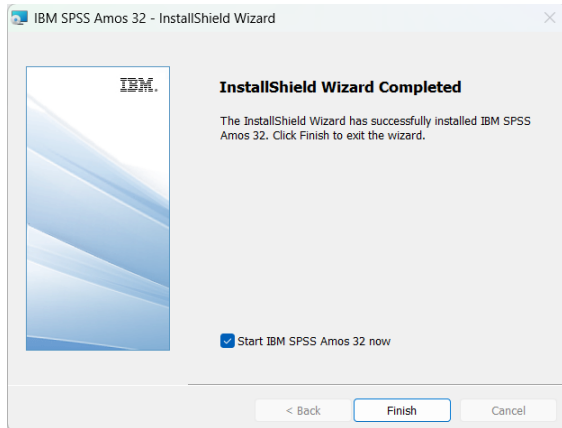 IBM SPSS Amos 32 - InstallShield Wizard
IBM.
InstallShield Wizard Completed
The InstallShield Wizard has successfully installed IBM SPSS
Amos 32. Click Finish to exit the wizard.
Start IBM SPSS Amos 32 now
< Back
Finish
Cancel